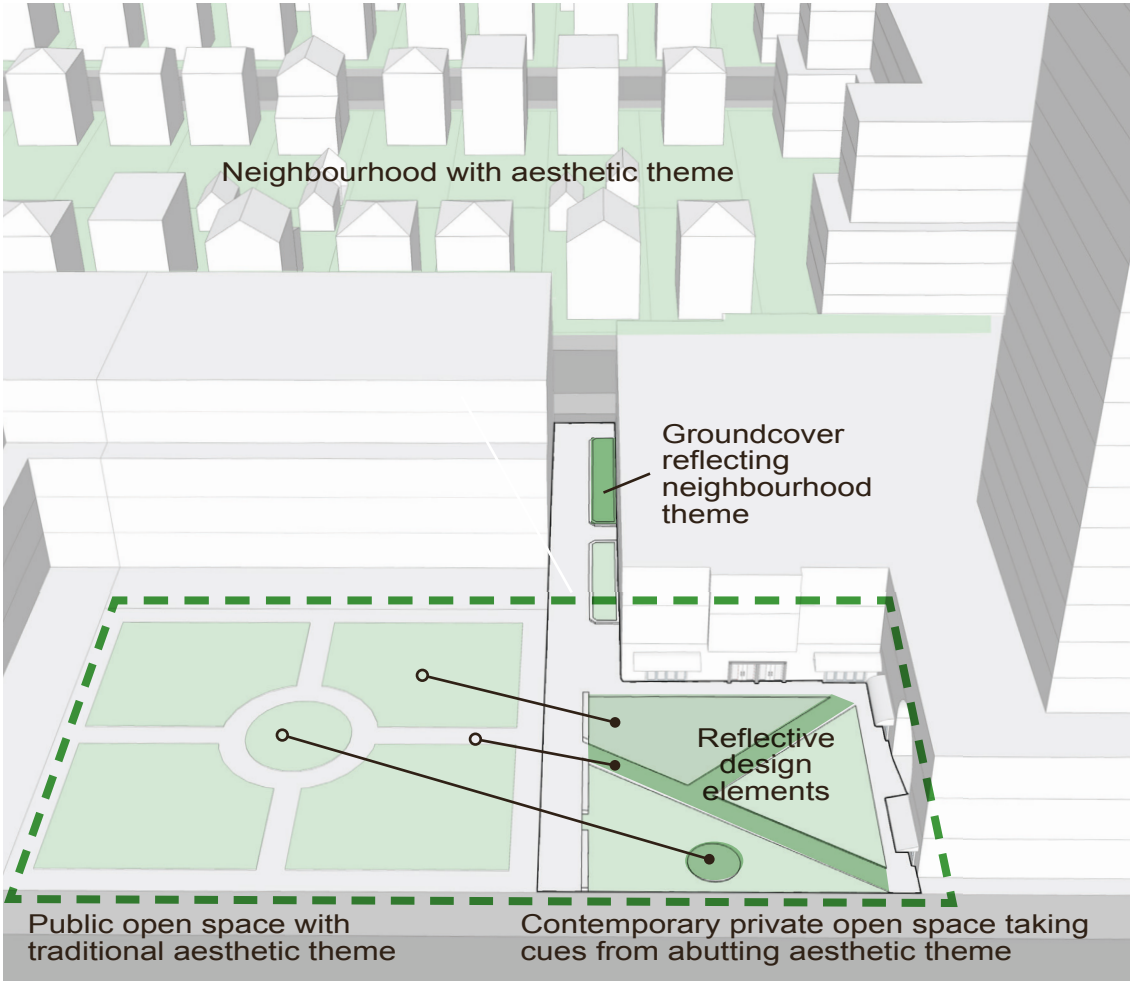 Neighbourhood with aesthetic theme
Groundcover
reflecting
neighbourhood
theme
Reflective
design
elements
Public open space with
traditional aesthetic theme
Contemporary private open space taking
cues from abutting aesthetic theme